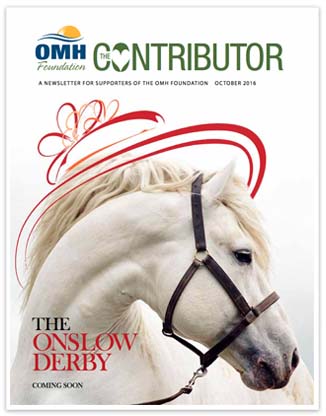 OMH
Foundation
THE CONTRIBUTOR
A NEWSLETTER FOR SUPPORTERS OF THE OMH FOUNDATION OCTOBER 2016
THE
ONSLOW
DERBY
COMING SOON